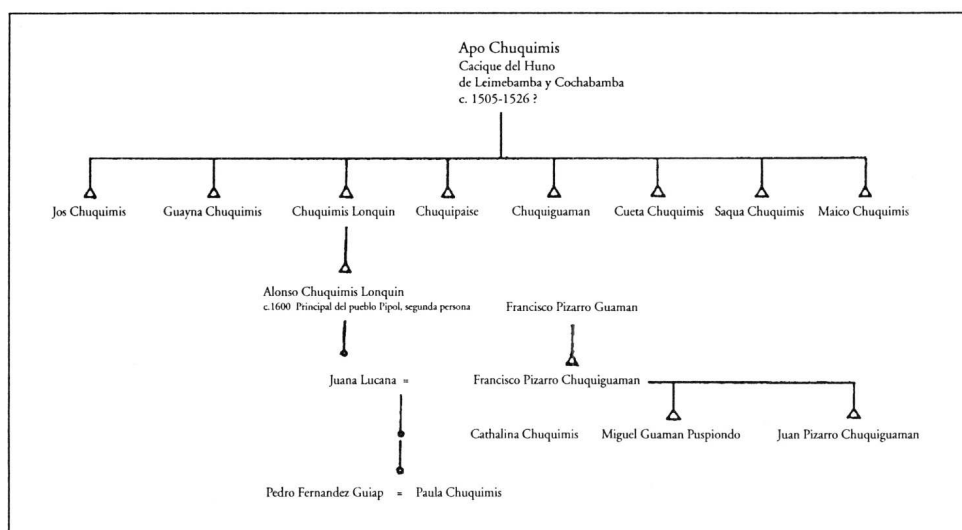 Apo Chuquimis
Cacique del Huno
de Leimebamba y Cochabamba
c. 1505-1526 ?
Jos Chuquimis
Guayna Chuquimis
Chuquimis Lonquin
Chuquipaise
Chuquiguaman
Cueta Chuquimis
Saqua Chuquimis
Maico Chuquimis
Alonso Chuquimis Lonquin
c.1600 Principal del pueblo Pipol, segunda persona
Francisco Pizarro Guaman
Juana Lucana =
Francisco Pizarro Chuquiguaman
Cathalina Chuquimis
Miguel Guaman Puspiondo
Juan Pizarro Chuquiguaman
Pedro Fernandez Guiap = Paula Chuquimis